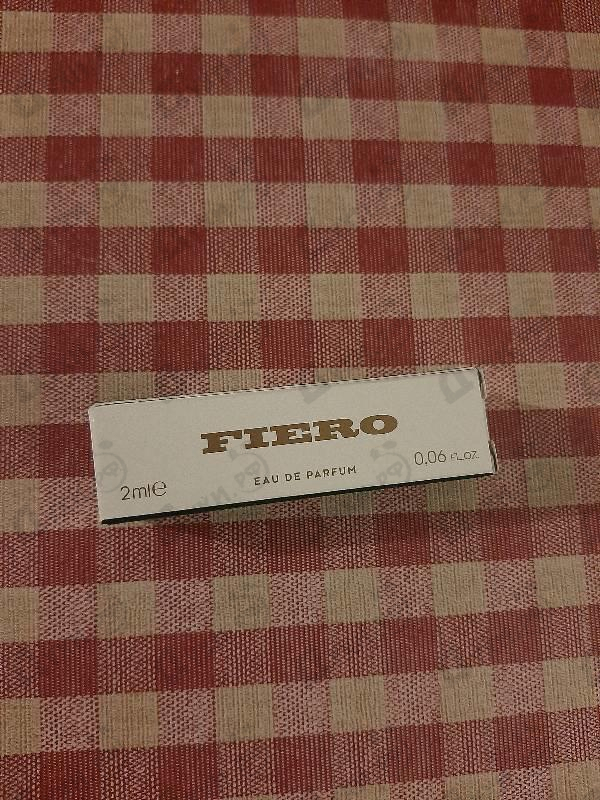 FIERO
EAU DE PARFUM
2ml℮
0.06 FL.OZ.